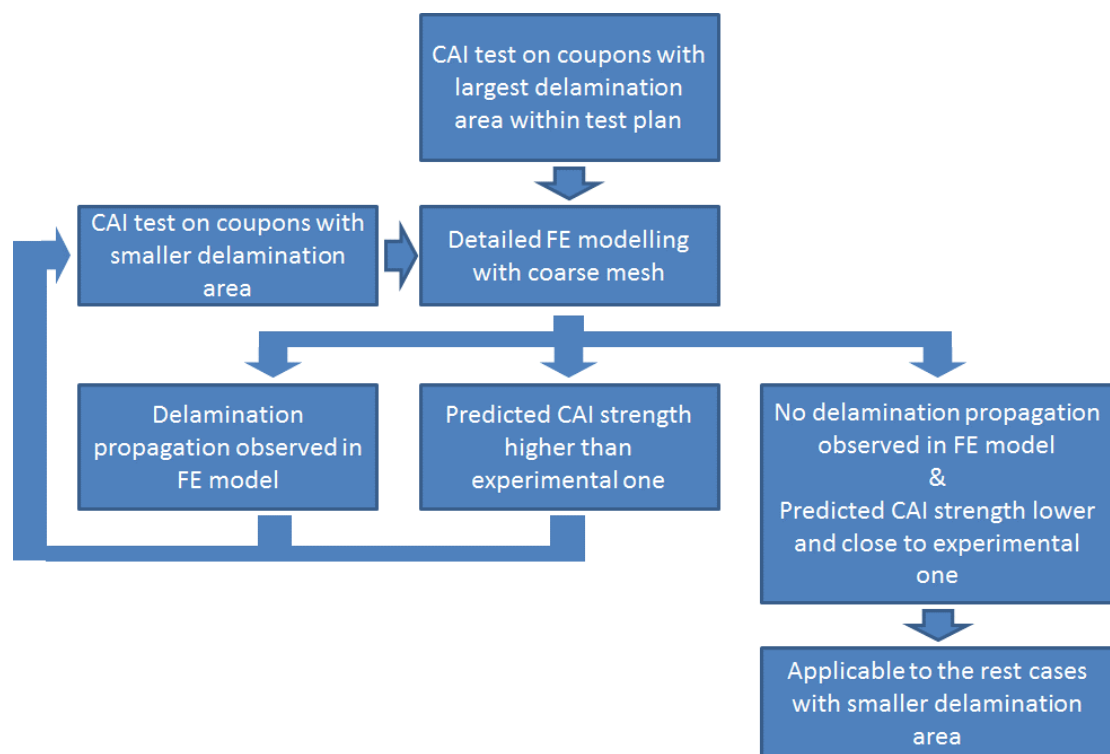 CAI test on coupons with
largest delamination
area within test plan
CAI test on coupons with
smaller delamination
area
Detailed FE modelling
with coarse mesh
Delamination
propagation observed in
FE model
Predicted CAI strength
higher than
experimental one
No delamination propagation
observed in FE model
&
Predicted CAI strength lower
and close to experimental
one
Applicable to the rest cases
with smaller delamination
area